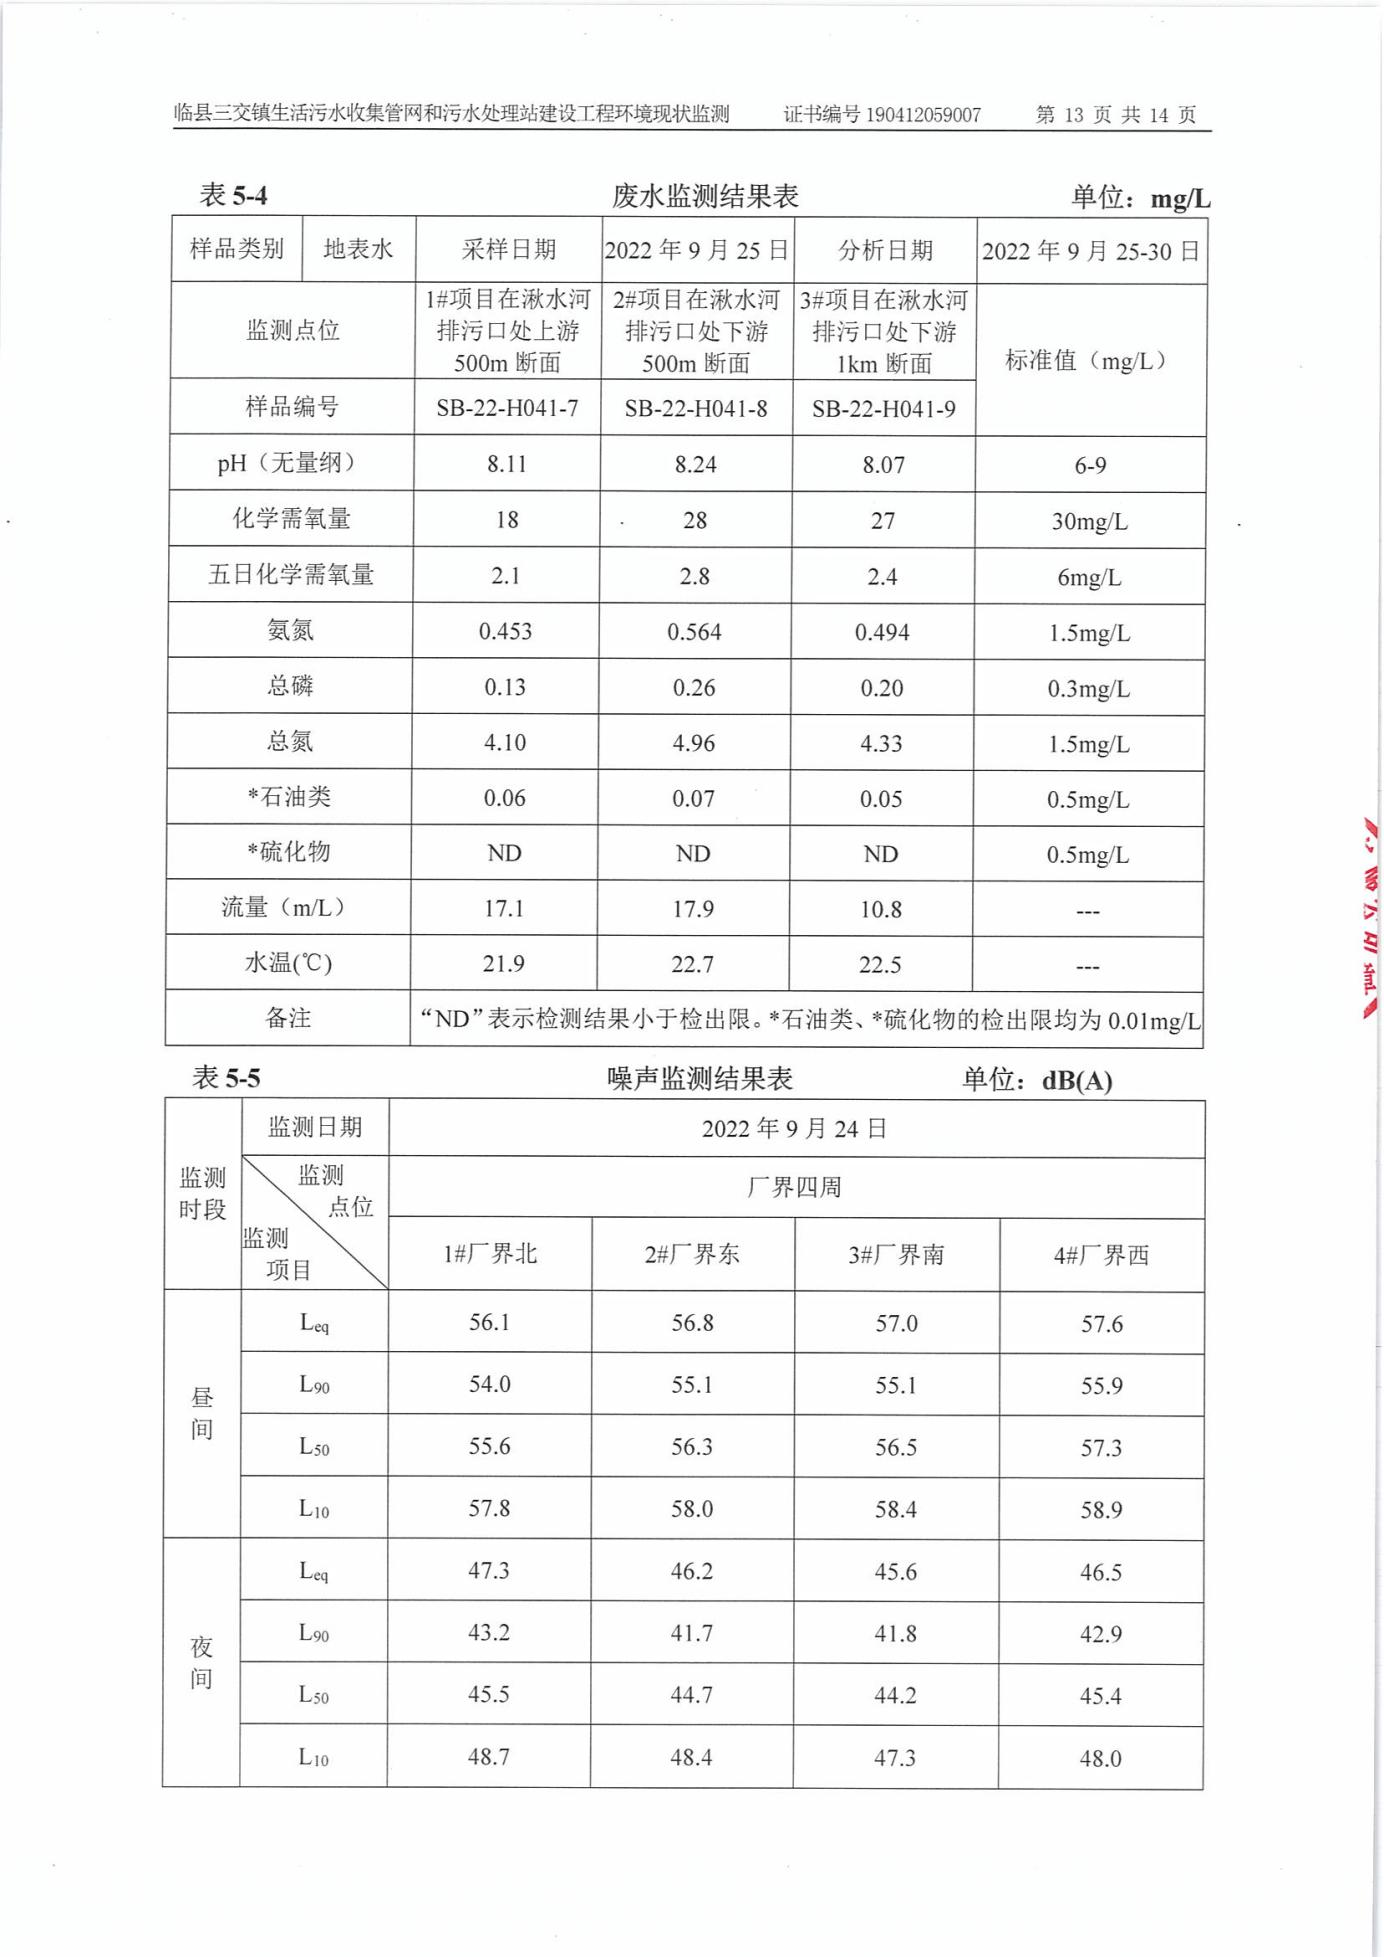 临县三交镇生活污水收集管网和污水处理站建设工程环境现状监测 证书编号 190412059007 第 13 页 共 14 页
表 5-4 废水监测结果表 单位：mg/L
样品类别 地表水 采样日期 2022 年 9 月 25 日 分析日期 2022 年 9 月 25-30 日
监测点位 1#项目在湫水河排污口处上游500m 断面 2#项目在湫水河排污口处下游500m 断面 3#项目在湫水河排污口处下游1km 断面 标准值（mg/L）
样品编号 SB-22-H041-7 SB-22-H041-8 SB-22-H041-9
pH（无量纲） 8.11 8.24 8.07 6-9
化学需氧量 18 28 27 30mg/L
五日化学需氧量 2.1 2.8 2.4 6mg/L
氨氮 0.453 0.564 0.494 1.5mg/L
总磷 0.13 0.26 0.20 0.3mg/L
总氮 4.10 4.96 4.33 1.5mg/L
*石油类 0.06 0.07 0.05 0.5mg/L
*硫化物 ND ND ND 0.5mg/L
流量（m/L） 17.1 17.9 10.8 ---
水温(℃) 21.9 22.7 22.5 ---
备注 “ND”表示检测结果小于检出限。*石油类、*硫化物的检出限均为 0.01mg/L
表 5-5 噪声监测结果表 单位：dB(A)
监测时段 监测日期 2022 年 9 月 24 日
监测点位 监测项目 厂界四周
1#厂界北 2#厂界东 3#厂界南 4#厂界西
昼间 Leq 56.1 56.8 57.0 57.6
L90 54.0 55.1 55.1 55.9
L50 55.6 56.3 56.5 57.3
L10 57.8 58.0 58.4 58.9
夜间 Leq 47.3 46.2 45.6 46.5
L90 43.2 41.7 41.8 42.9
L50 45.5 44.7 44.2 45.4
L10 48.7 48.4 47.3 48.0